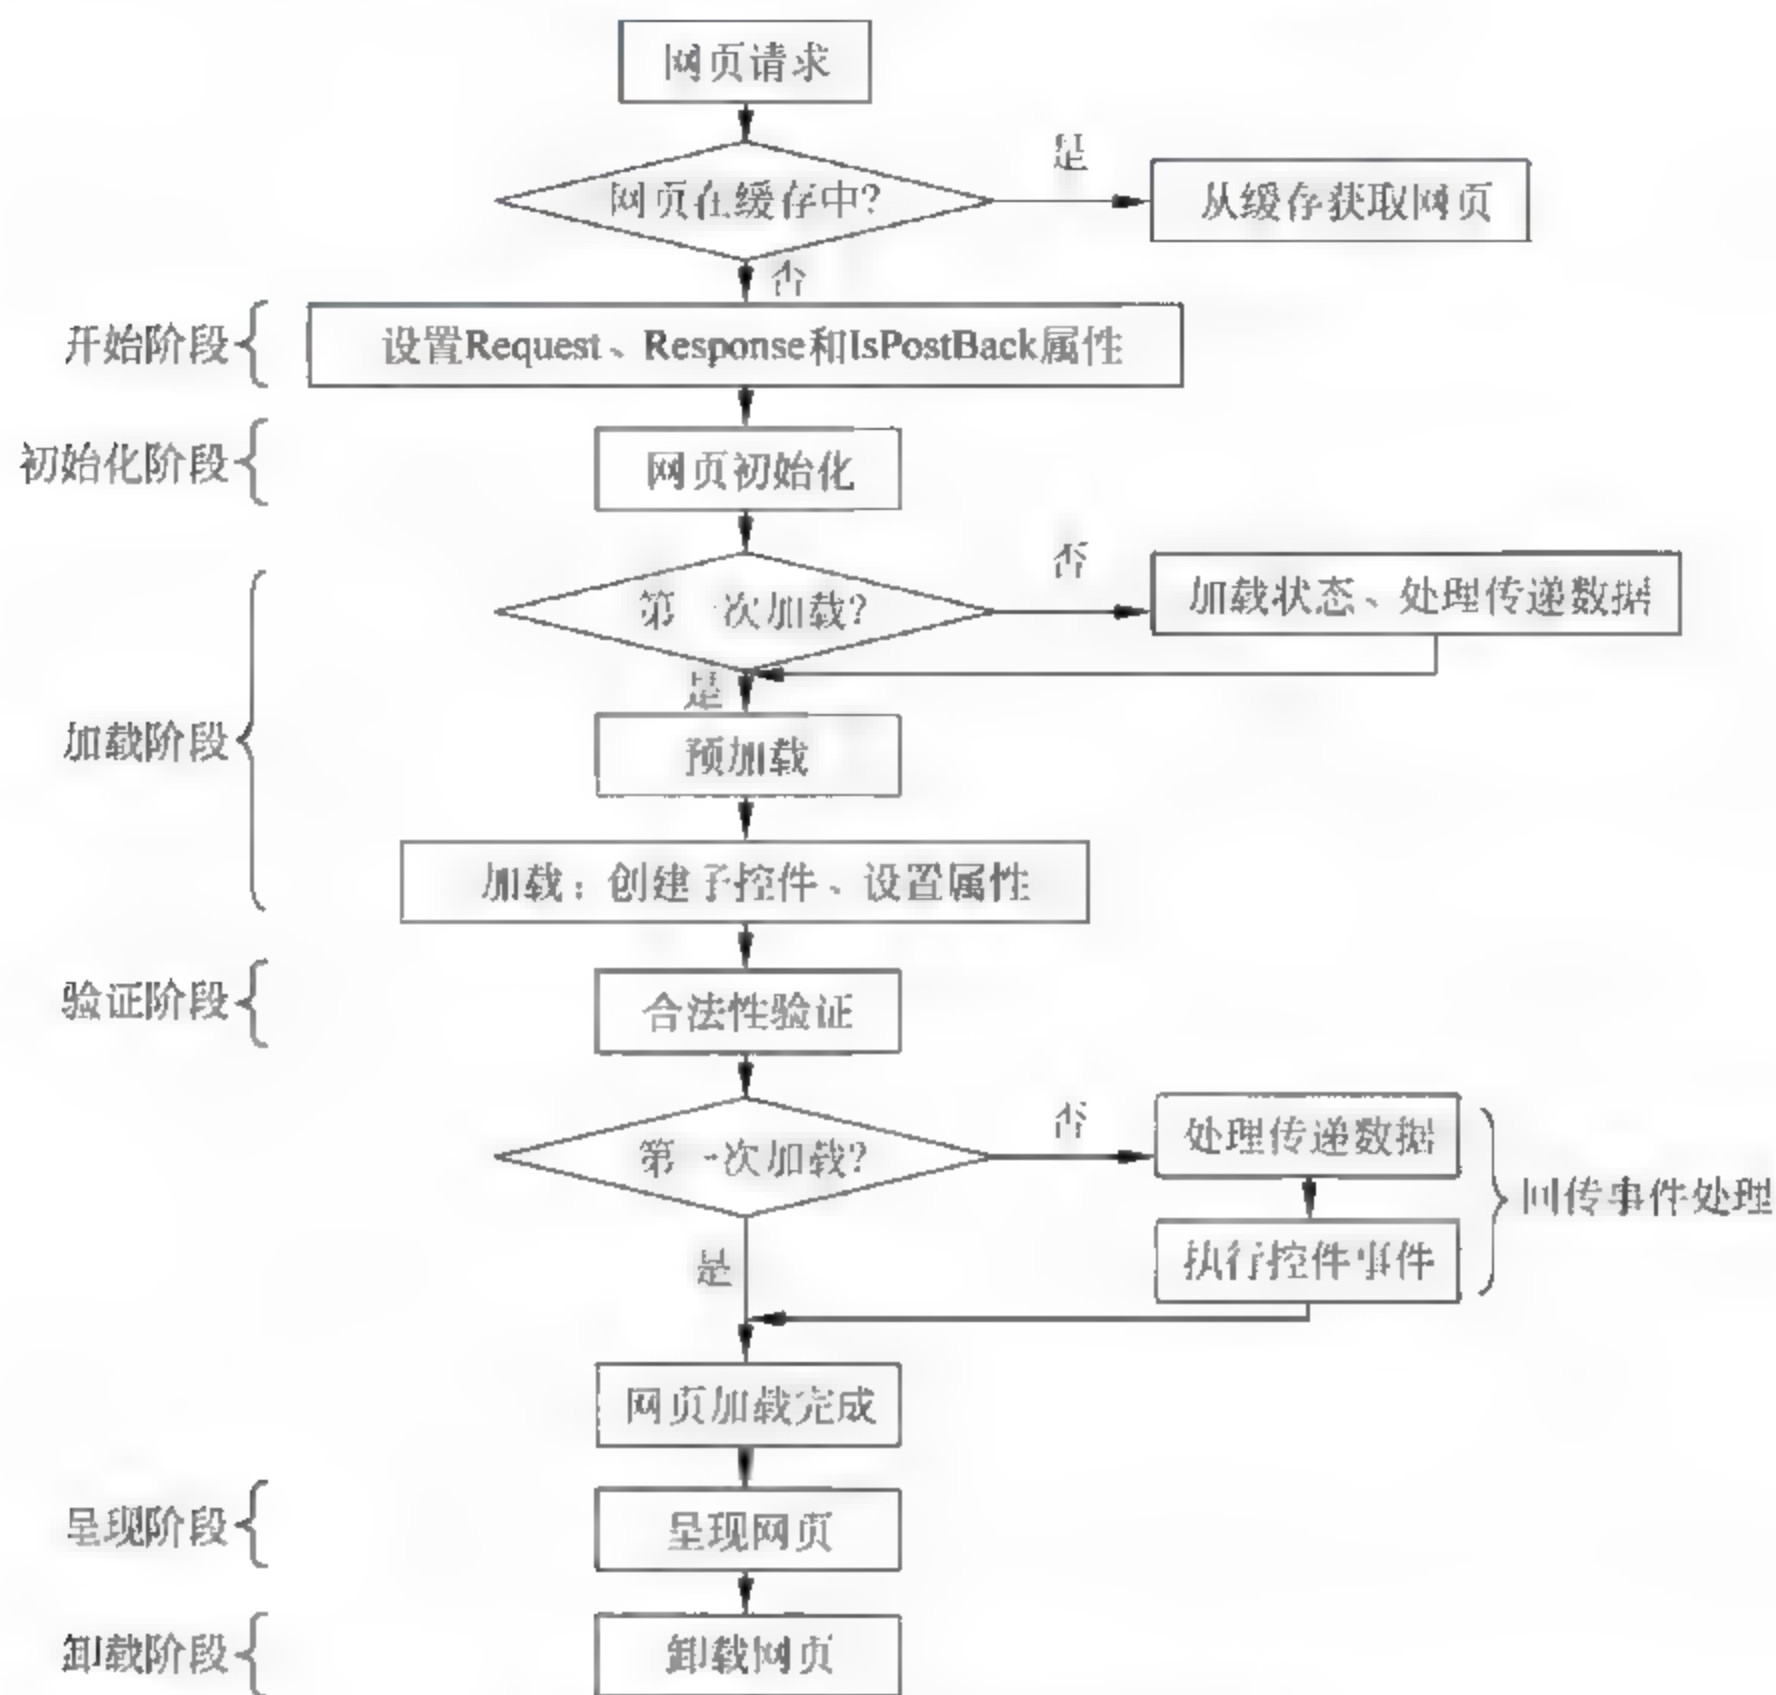 网页请求
网页在缓存中?
是
从缓存获取网页
否
开始阶段
设置Request、Response和IsPostBack属性
初始化阶段
网页初始化
第一次加载?
否
加载状态、处理传递数据
是
加载阶段
预加载
加载：创建子控件、设置属性
验证阶段
合法性验证
第一次加载?
否
处理传递数据
回传事件处理
执行控件事件
是
网页加载完成
呈现阶段
呈现网页
卸载阶段
卸载网页